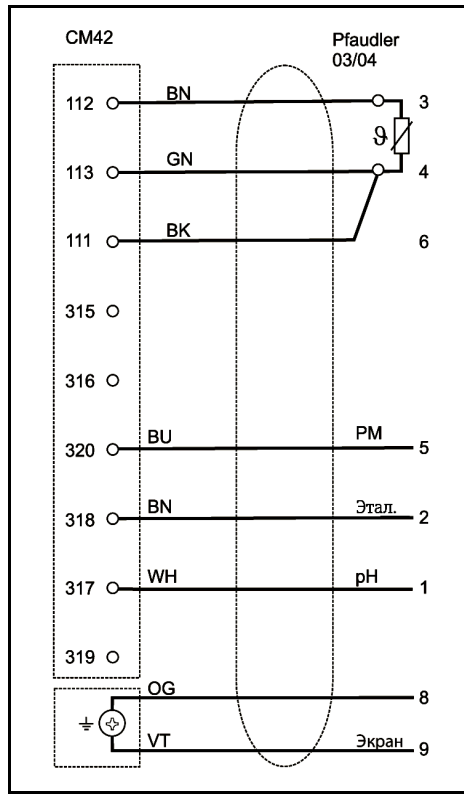 CM42
Pfaudler
03/04
112 BN 3
ϑ
113 GN 4
111 BK 6
315
316
320 BU PM 5
318 BN Этал. 2
317 WH pH 1
319
OG 8
VT Экран 9